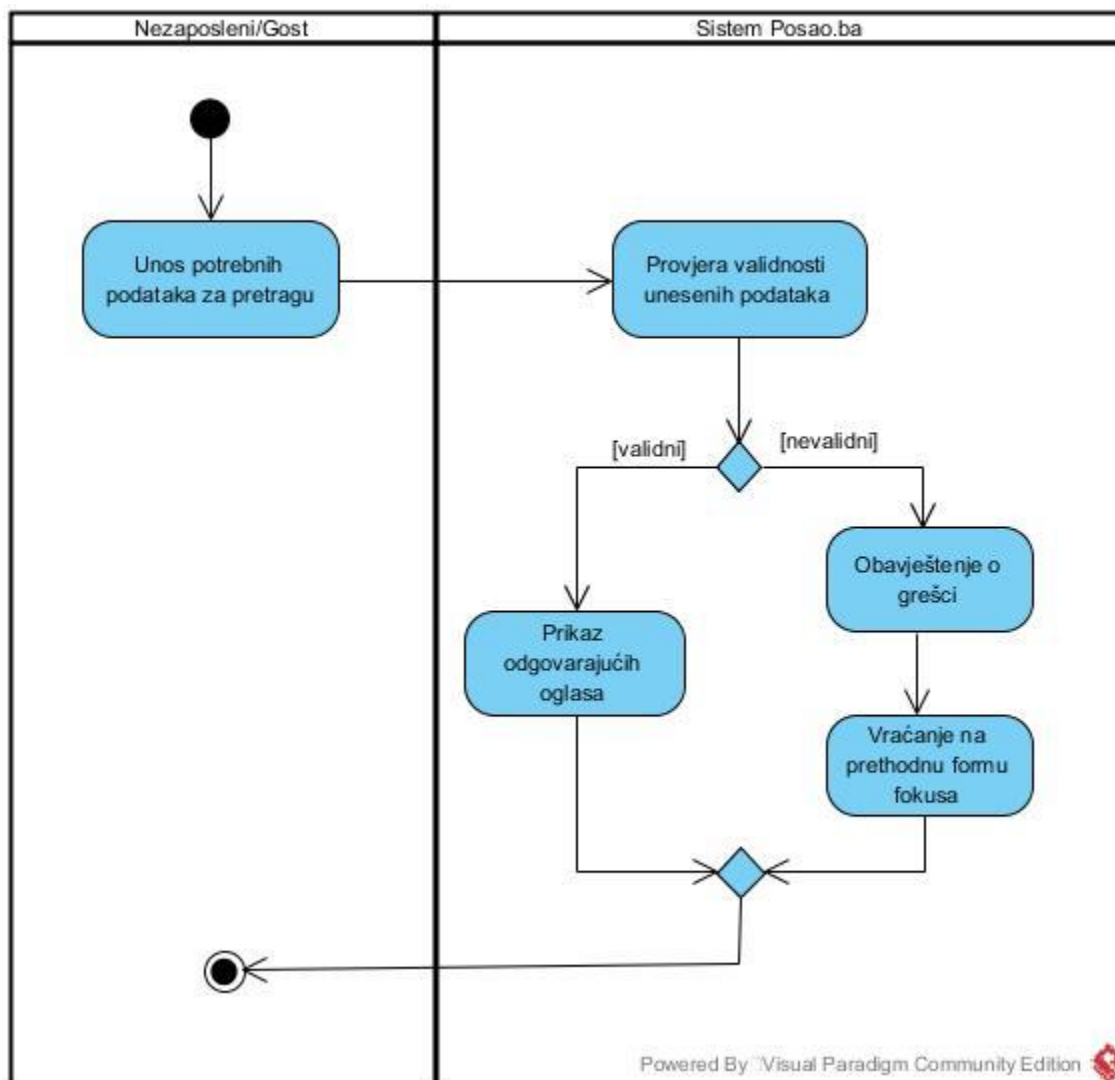 Nezaposleni/Gost
Sistem Posao.ba
Unos potrebnih
podataka za pretragu
Provjera validnosti
unesenih podataka
[validni]
[nevalidni]
Obavještenje o
grešci
Prikaz
odgovarajućih
oglasa
Vraćanje na
prethodnu formu
fokusa
Powered By Visual Paradigm Community Edition